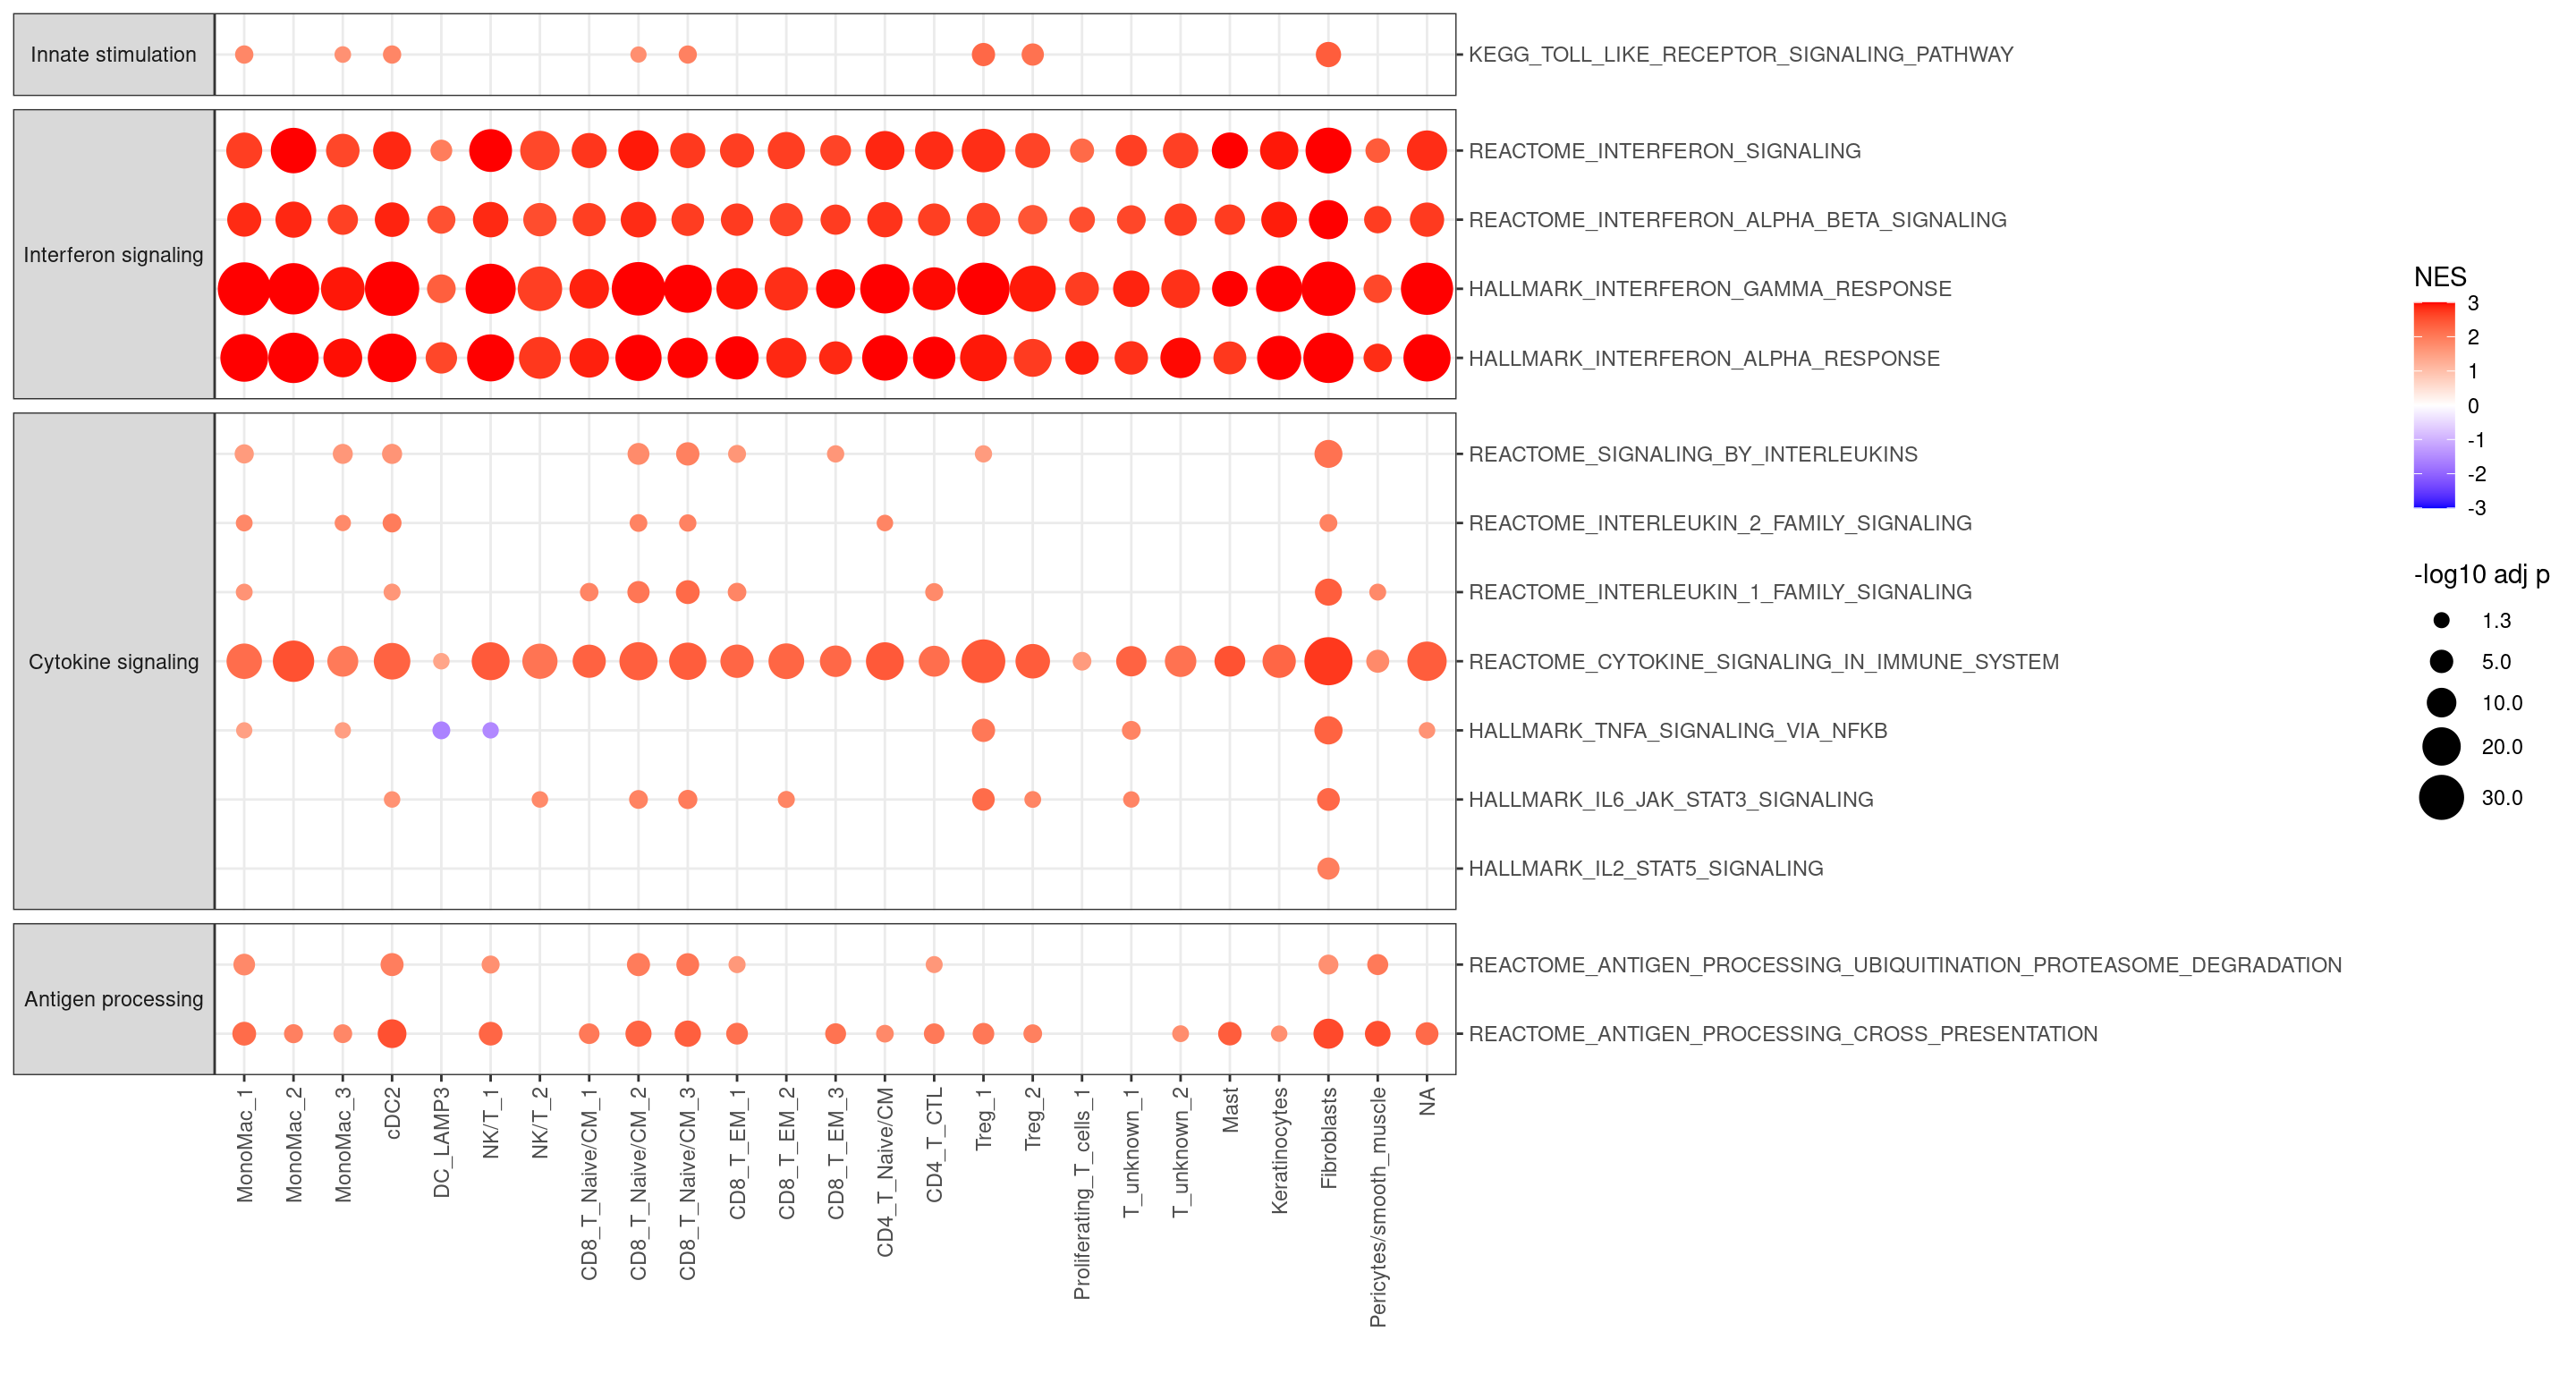 Innate stimulation
KEGG_TOLL_LIKE_RECEPTOR_SIGNALING_PATHWAY
Interferon signaling
REACTOME_INTERFERON_SIGNALING
REACTOME_INTERFERON_ALPHA_BETA_SIGNALING
HALLMARK_INTERFERON_GAMMA_RESPONSE
HALLMARK_INTERFERON_ALPHA_RESPONSE
Cytokine signaling
REACTOME_SIGNALING_BY_INTERLEUKINS
REACTOME_INTERLEUKIN_2_FAMILY_SIGNALING
REACTOME_INTERLEUKIN_1_FAMILY_SIGNALING
REACTOME_CYTOKINE_SIGNALING_IN_IMMUNE_SYSTEM
HALLMARK_TNFA_SIGNALING_VIA_NFKB
HALLMARK_IL6_JAK_STAT3_SIGNALING
HALLMARK_IL2_STAT5_SIGNALING
Antigen processing
REACTOME_ANTIGEN_PROCESSING_UBIQUITINATION_PROTEASOME_DEGRADATION
REACTOME_ANTIGEN_PROCESSING_CROSS_PRESENTATION
MonoMac_1
MonoMac_2
MonoMac_3
cDC2
DC_LAMP3
NK/T_1
NK/T_2
CD8_T_Naive/CM_1
CD8_T_Naive/CM_2
CD8_T_Naive/CM_3
CD8_T_EM_1
CD8_T_EM_2
CD8_T_EM_3
CD4_T_Naive/CM
CD4_T_CTL
Treg_1
Treg_2
Proliferating_T_cells_1
T_unknown_1
T_unknown_2
Mast
Keratinocytes
Fibroblasts
Pericytes/smooth_muscle
NA
NES
3
2
1
0
-1
-2
-3
-log10 adj p
1.3
5.0
10.0
20.0
30.0